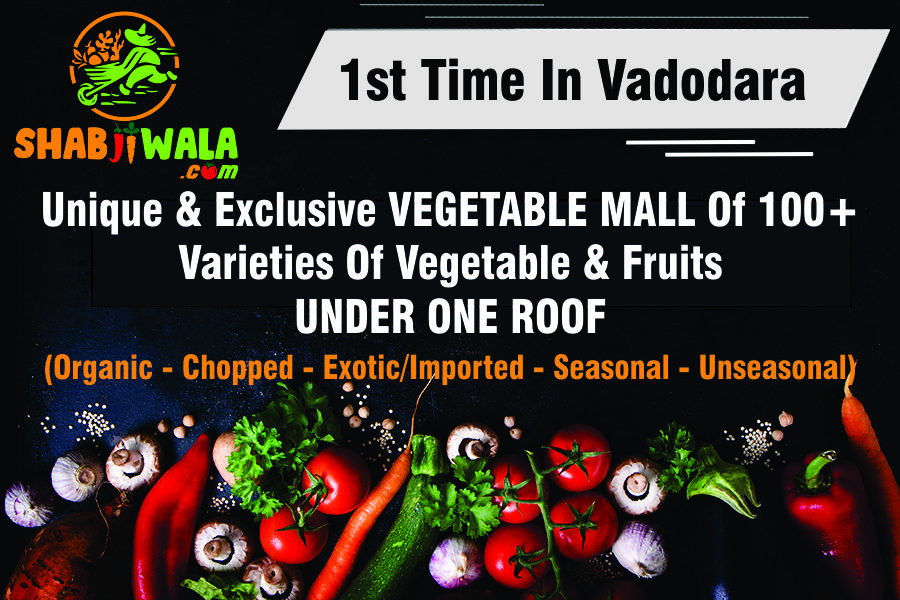 SHABJIWALA
.COM
1st Time In Vadodara
Unique & Exclusive VEGETABLE MALL Of 100+
Varieties Of Vegetable & Fruits
UNDER ONE ROOF
(Organic - Chopped - Exotic/Imported - Seasonal - Unseasonal)